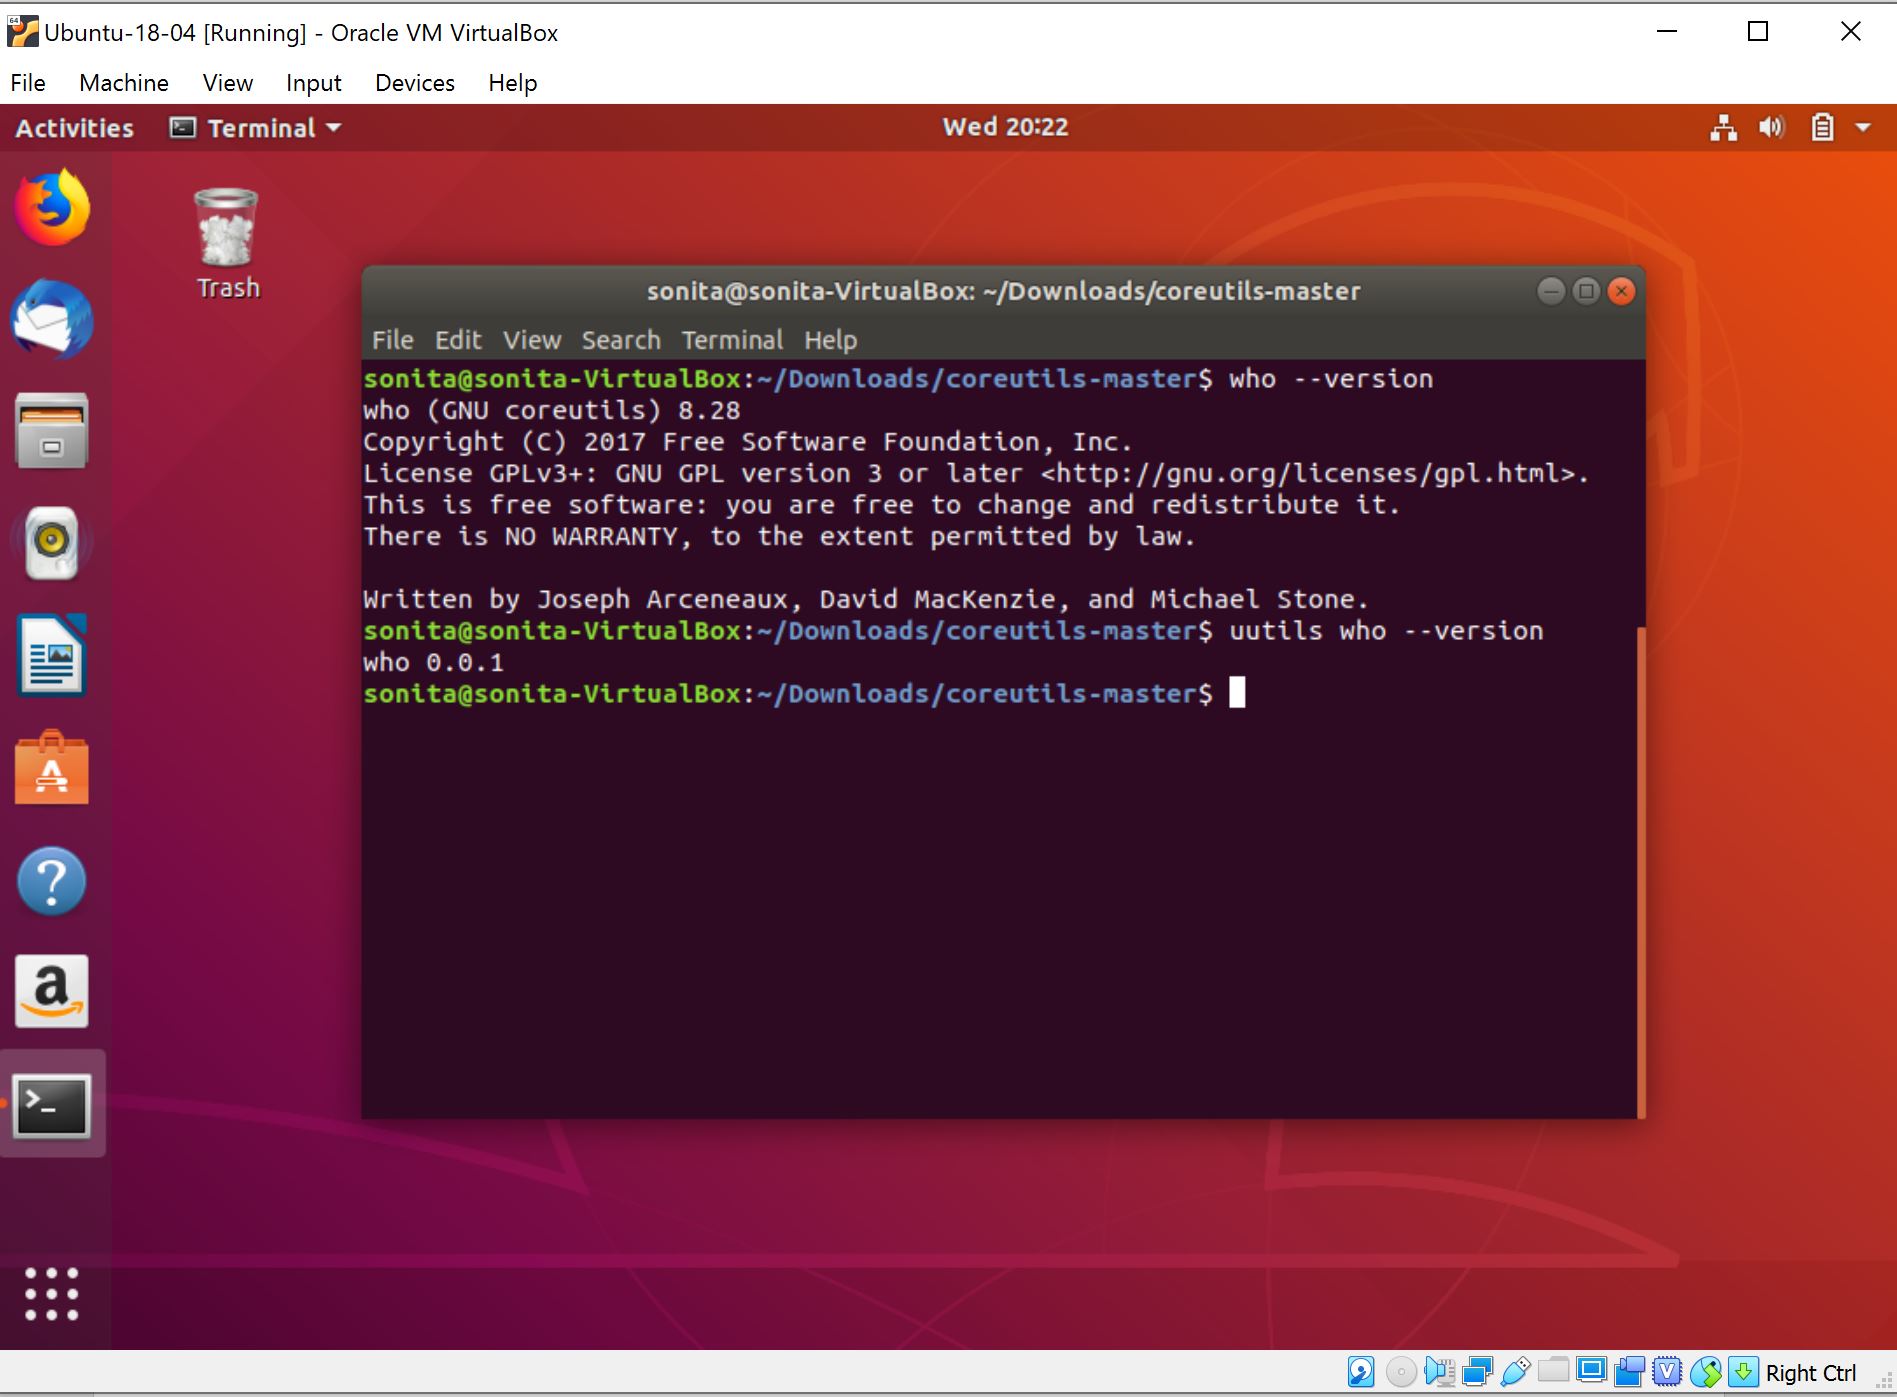 Ubuntu-18-04 [Running] - Oracle VM VirtualBox
File Machine View Input Devices Help
Activities Terminal Wed 20:22
Trash
sonita@sonita-VirtualBox: ~/Downloads/coreutils-master
File Edit View Search Terminal Help
sonita@sonita-VirtualBox:~/Downloads/coreutils-master$ who --version
who (GNU coreutils) 8.28
Copyright (C) 2017 Free Software Foundation, Inc.
License GPLv3+: GNU GPL version 3 or later <http://gnu.org/licenses/gpl.html>.
This is free software: you are free to change and redistribute it.
There is NO WARRANTY, to the extent permitted by law.
Written by Joseph Arceneaux, David MacKenzie, and Michael Stone.
sonita@sonita-VirtualBox:~/Downloads/coreutils-master$ uutils who --version
who 0.0.1
sonita@sonita-VirtualBox:~/Downloads/coreutils-master$
Right Ctrl